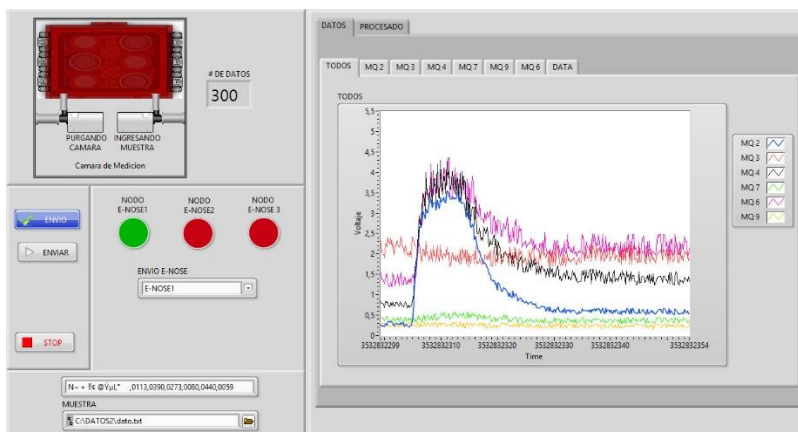 # DE DATOS
300
PURGANDO CAMARA
INGRESANDO MUESTRA
Camara de Medicion
ENVIO
ENVIAR
STOP
NODO E-NOSE1
NODO E-NOSE2
NODO E-NOSE 3
ENVIO E-NOSE
E-NOSE1
,0113,0390,0273,0080,0440,0059
MUESTRA
C:\DATOS2\dato.txt
DATOS PROCESADO
TODOS MQ 2 MQ 3 MQ 4 MQ 7 MQ 9 MQ 6 DATA
TODOS
5,5
5
4,5
4
3,5
3
2,5
2
1,5
1
0,5
0
Voltaje
3532832299 3532832310 3532832320 3532832330 3532832340 3532832354
Time
MQ 2
MQ 3
MQ 4
MQ 7
MQ 6
MQ 9